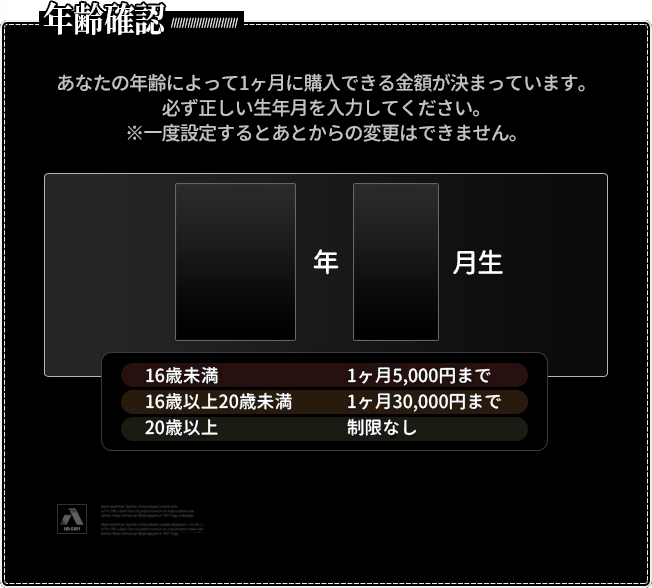 年齢確認
あなたの年齢によって1ヶ月に購入できる金額が決まっています。
必ず正しい生年月を入力してください。
※一度設定するとあとからの変更はできません。
年 月生
16歳未満 1ヶ月5,000円まで
16歳以上20歳未満 1ヶ月30,000円まで
20歳以上 制限なし